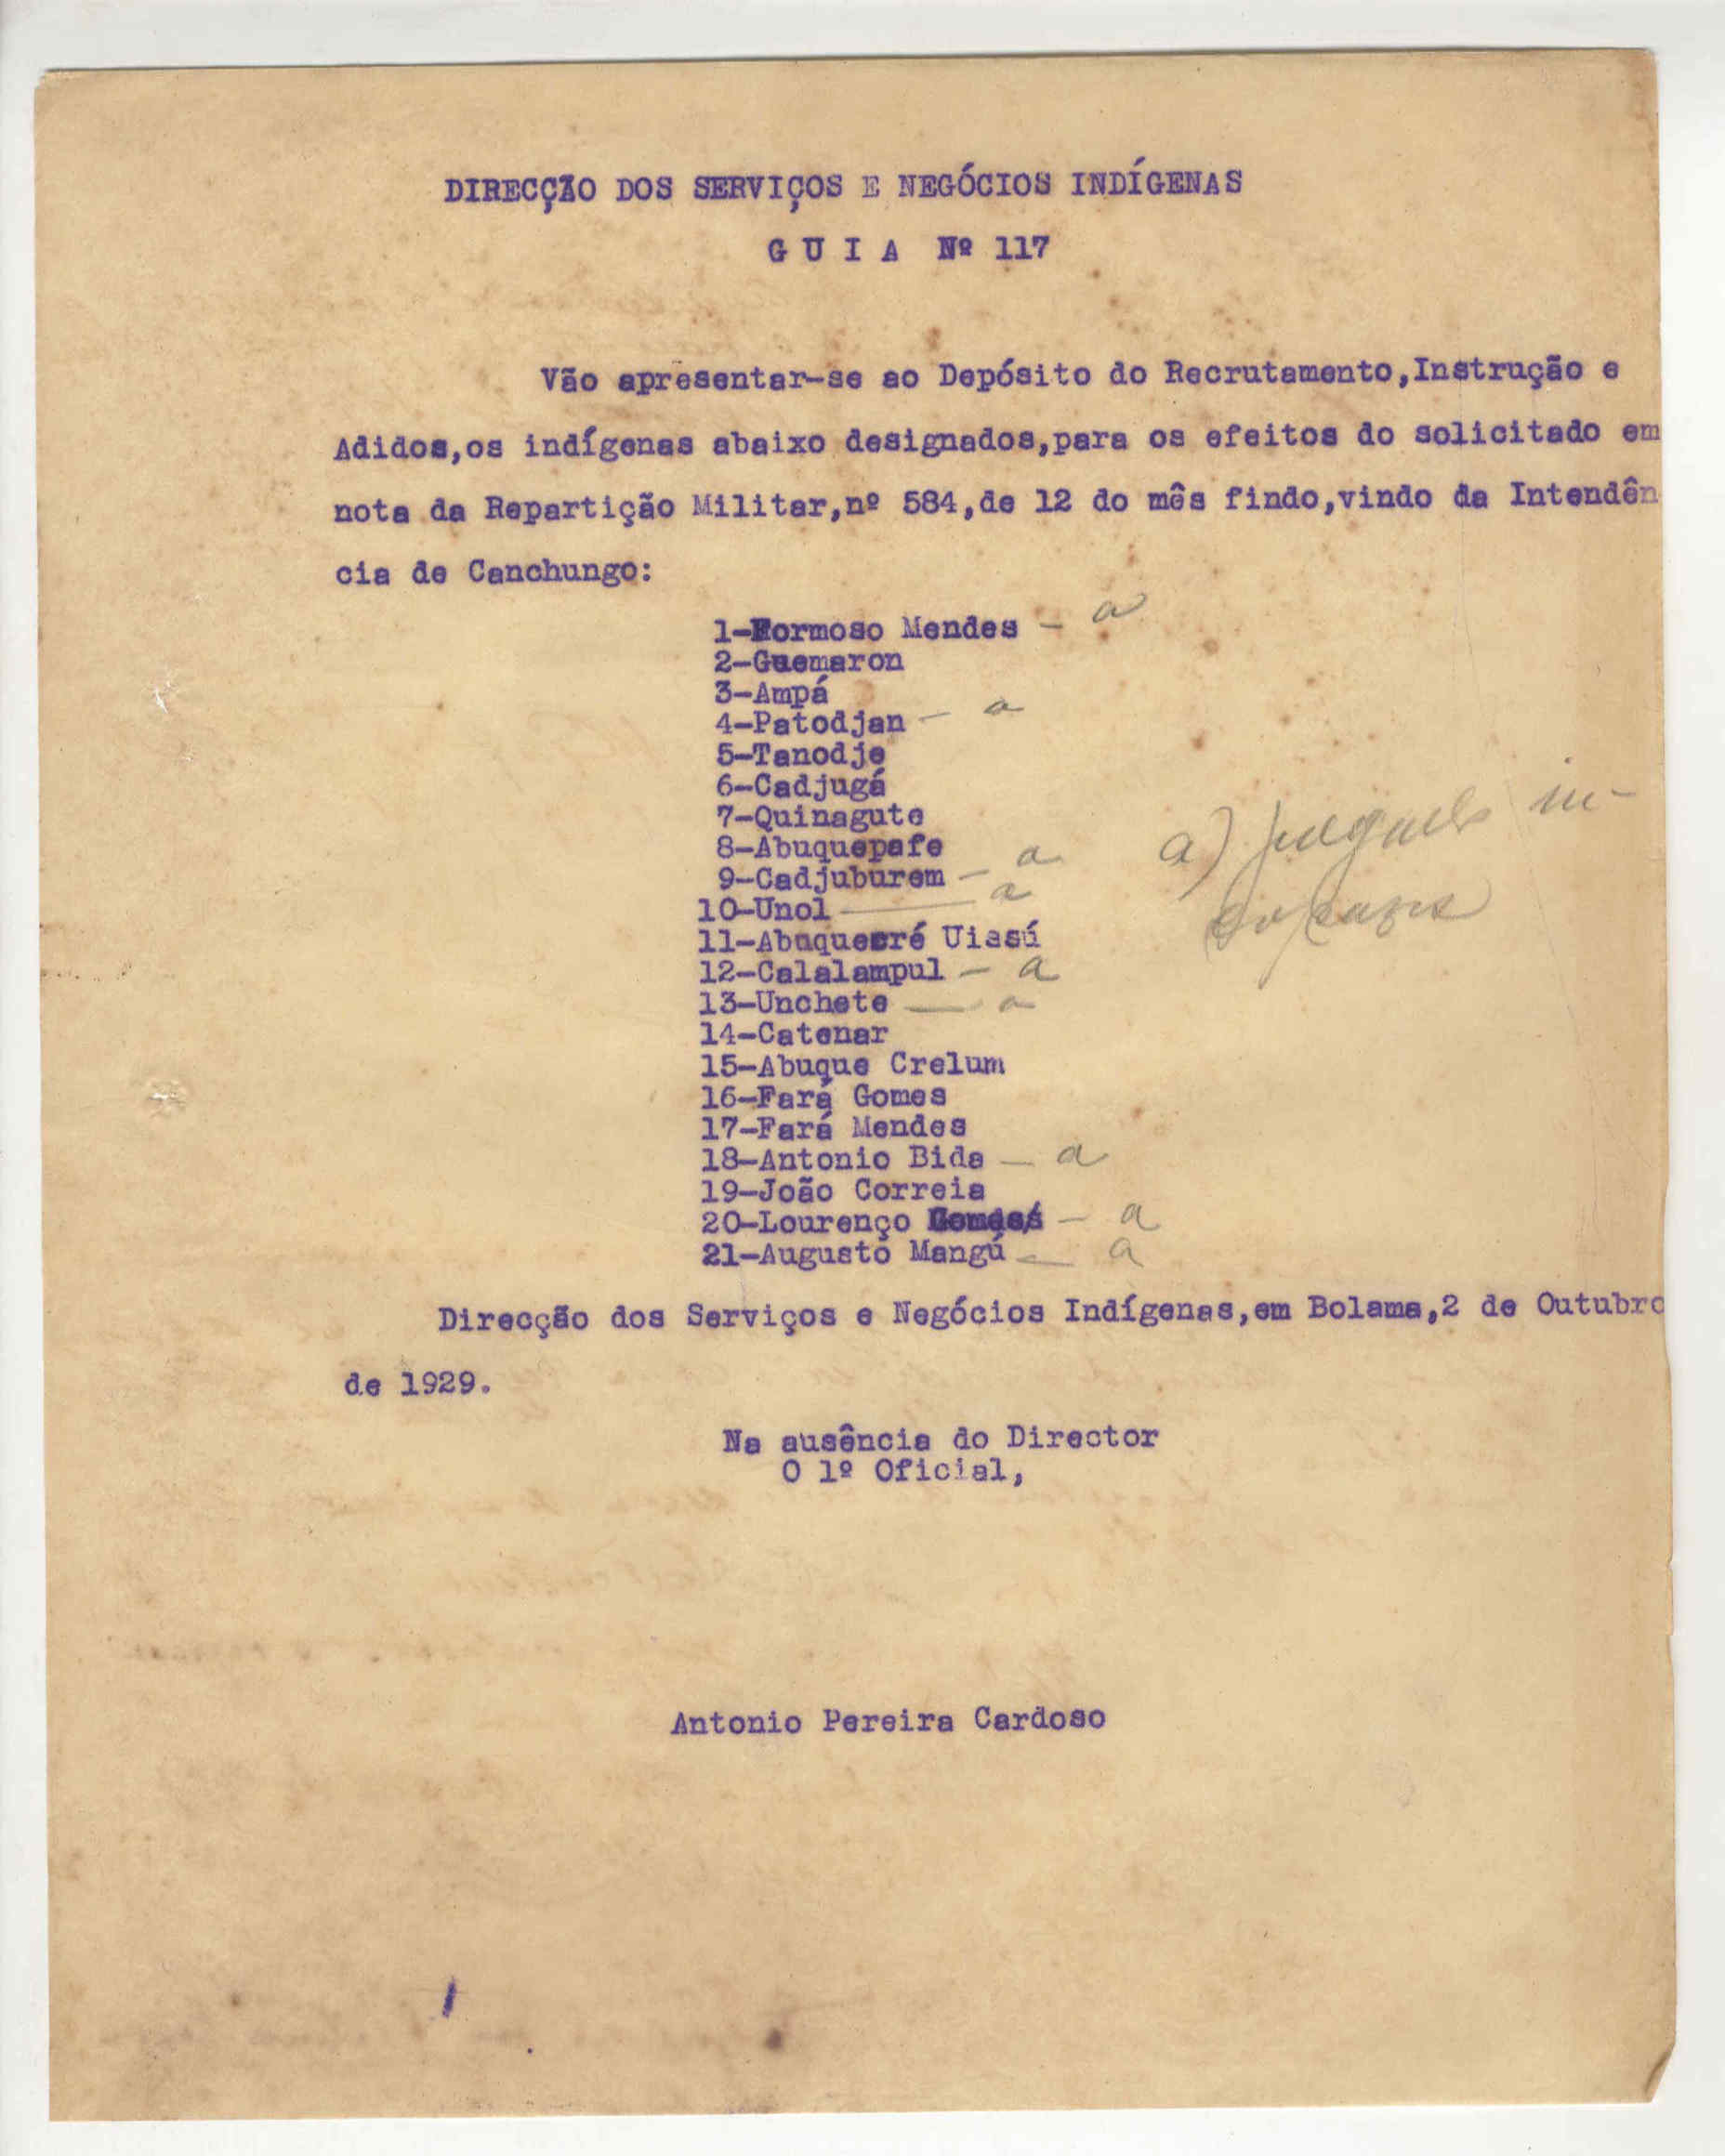 DIRECÇÃO DOS SERVIÇOS E NEGÓCIOS INDÍGENAS
G U I A Nº 117
Vão apresentar-se ao Depósito do Recrutamento,Instrução e
Adidos,os indígenas abaixo designados,para os efeitos do solicitado em
nota da Repartição Militar,nº 584,de 12 do mês findo,vindo da Intendên
cia de Canchungo:
1-Formoso Mendes - a
2-Guemaron
3-Ampá
4-Patodjan - a
5-Tanodje
6-Cadjugá
7-Quinagute
8-Abuquepafe
9-Cadjuburem - a
10-Unol - a
11-Abuquecré Uiasú
12-Calalampul - a
13-Unchete - a
14-Catenar
15-Abuque Crelum
16-Fará Gomes
17-Fará Mendes
18-Antonio Bida - a
19-João Correia
20-Lourenço - a
21-Augusto Mangú - a
a) in-
Direcção dos Serviços e Negócios Indígenas,em Bolama,2 de Outubro
de 1929.
Na ausência do Director
O 1º Oficial,
Antonio Pereira Cardoso